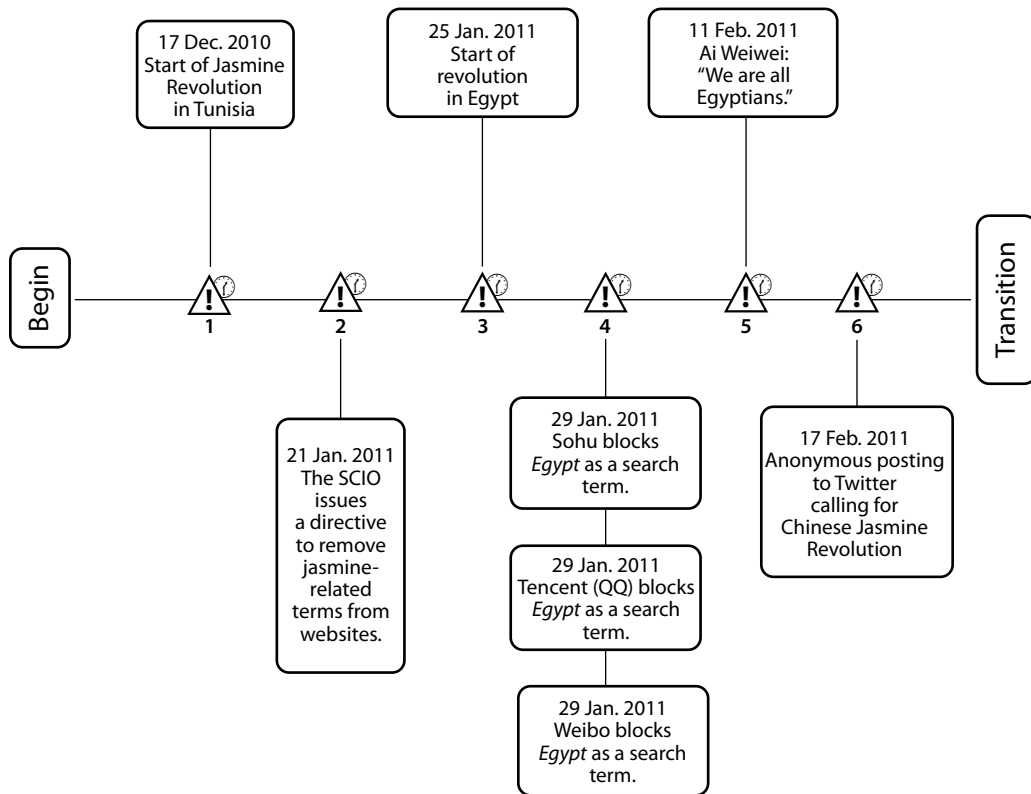 17 Dec. 2010
Start of Jasmine
Revolution
in Tunisia
25 Jan. 2011
Start of
revolution
in Egypt
11 Feb. 2011
Ai Weiwei:
“We are all
Egyptians.”
Begin
!
1
!
2
!
3
!
4
!
5
!
6
Transition
21 Jan. 2011
The SCIO
issues
a directive
to remove
jasmine-
related
terms from
websites.
29 Jan. 2011
Sohu blocks
Egypt as a search
term.
29 Jan. 2011
Tencent (QQ) blocks
Egypt as a search
term.
29 Jan. 2011
Weibo blocks
Egypt as a search
term.
17 Feb. 2011
Anonymous posting
to Twitter
calling for
Chinese Jasmine
Revolution